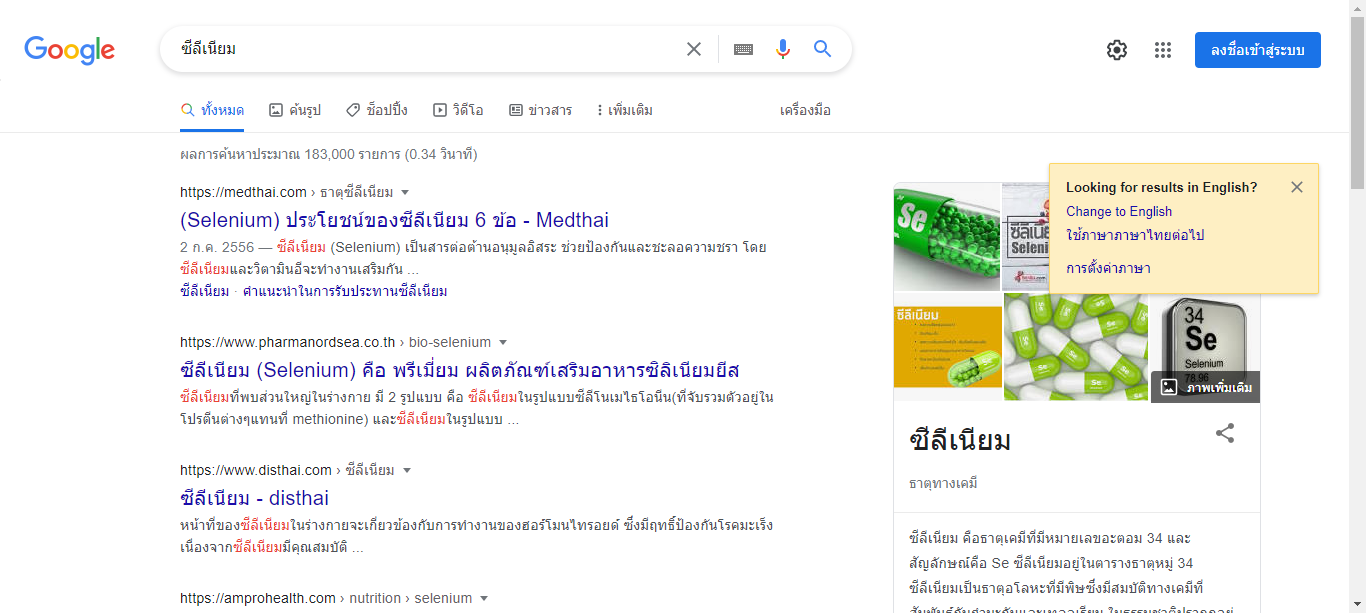 Google
ซีลีเนียม
ลงชื่อเข้าสู่ระบบ
ทั้งหมด
ค้นรูป
ช็อปปิ้ง
วิดีโอ
ข่าวสาร
เพิ่มเติม
เครื่องมือ
ผลการค้นหาประมาณ 183,000 รายการ (0.34 วินาที)
https://medthai.com › ธาตุซีลีเนียม
(Selenium) ประโยชน์ของซีลีเนียม 6 ข้อ - Medthai
2 ก.ค. 2556 — ซีลีเนียม (Selenium) เป็นสารต่อต้านอนุมูลอิสระ ช่วยป้องกันและชะลอความชรา โดย
ซีลีเนียมและวิตามินอีจะทำงานเสริมกัน ...
ซีลีเนียม · คำแนะนำในการรับประทานซีลีเนียม
https://www.pharmanordsea.co.th › bio-selenium
ซีลีเนียม (Selenium) คือ พรีเมี่ยม ผลิตภัณฑ์เสริมอาหารซิลิเนียมยีส
ซีลีเนียมที่พบส่วนใหญ่ในร่างกาย มี 2 รูปแบบ คือ ซีลีเนียมในรูปแบบซีลีโนเมไธโอนีน(ที่จับรวมตัวอยู่ใน
โปรตีนต่างๆแทนที่ methionine) และซีลีเนียมในรูปแบบ ...
https://www.disthai.com › ซีลีเนียม
ซีลีเนียม - disthai
หน้าที่ของซีลีเนียมในร่างกายจะเกี่ยวข้องกับการทำงานของฮอร์โมนไทรอยด์ ซึ่งมีฤทธิ์ป้องกันโรคมะเร็ง
เนื่องจากซีลีเนียมมีคุณสมบัติ ...
https://amprohealth.com › nutrition › selenium
Looking for results in English?
Change to English
ใช้ภาษาภาษาไทยต่อไป
การตั้งค่าภาษา
Se
ซีลีเนียม
34
Se
Selenium
78.96
ภาพเพิ่มเติม
ซีลีเนียม
ธาตุทางเคมี
ซีลีเนียม คือธาตุเคมีที่มีหมายเลขอะตอม 34 และ
สัญลักษณ์คือ Se ซีลีเนียมอยู่ในตารางธาตุหมู่ 34
ซีลีเนียมเป็นธาตุอโลหะที่มีพิษซึ่งมีสมบัติทางเคมีที่